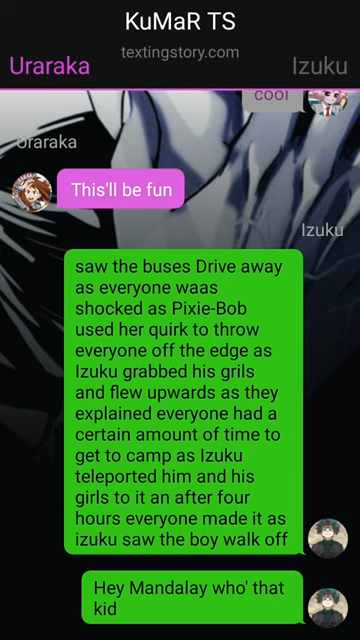 KuMaR TS
textingstory.com
Uraraka
Izuku
cool
Uraraka
This'll be fun
Izuku
saw the buses Drive away
as everyone waas
shocked as Pixie-Bob
used her quirk to throw
everyone off the edge as
Izuku grabbed his grils
and flew upwards as they
explained everyone had a
certain amount of time to
get to camp as Izuku
teleported him and his
girls to it an after four
hours everyone made it as
izuku saw the boy walk off
Hey Mandalay who' that
kid